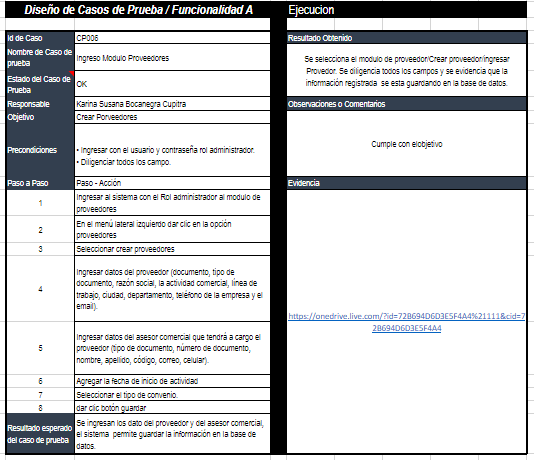 Diseño de Casos de Prueba / Funcionalidad A
Ejecucion
Id de Caso
CP006
Nombre de Caso de
prueba
Ingreso Modulo Proveedores
Estado del Caso de
Prueba
OK
Responsable
Karina Susana Bocanegra Cupitra
Objetivo
Crear Porveedores
Precondiciones
• Ingresar con el usuario y contraseña rol administrador.
• Diligenciar todos los campo.
Paso a Paso
Paso - Acción
1
Ingresar al sistema con el Rol administrador al modulo de
proveedores
2
En el menú lateral izquierdo dar clic en la opción
proveedores
3
Seleccionar crear proveedores
4
Ingresar datos del proveedor (documento, tipo de
documento, razón social, la actividad comercial, línea de
trabajo, ciudad, departamento, teléfono de la empresa y el
email).
5
Ingresar datos del asesor comercial que tendrá a cargo el
proveedor (tipo de documento, número de documento,
nombre, apellido, código, correo, celular).
6
Agregar la fecha de inicio de actividad
7
Seleccionar el tipo de convenio.
8
dar clic botón guardar
Resultado esperado
del caso de prueba
Se ingresan los dato del proveedor y del asesor comercial,
el sistema permite guardar la información en la base de
datos.
Resultado Obtenido
Se selecciona el modulo de proveedor/Crear proveedor/ingresar
Provedor. Se diligencia todos los campos y se evidencia que la
información registrada se esta guardando en la base de datos.
Observaciones o Comentarios
Cumple con elobjetivo
Evidencia
https://onedrive.live.com/?id=72B694D6D3E5F4A4%21111&cid=7
2B694D6D3E5F4A4